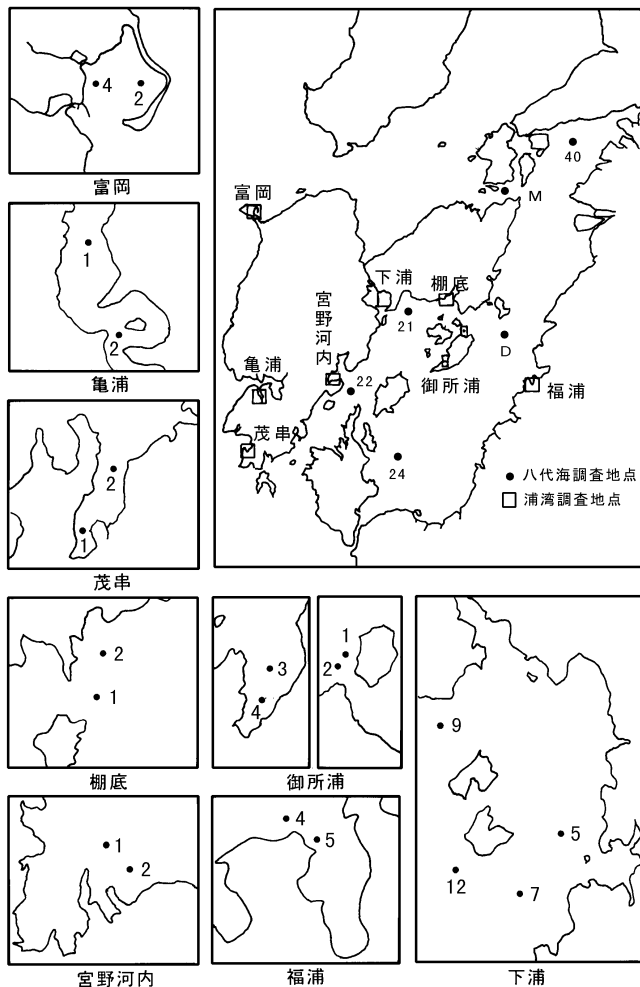 4
2
富岡
1
2
亀浦
2
1
茂串
2
1
棚底
1
2
宮野河内
40
M
富岡
下浦
棚底
宮野河内
21
D
亀浦
22
御所浦
福浦
茂串
24
●八代海調査地点
□浦湾調査地点
3
4
1
2
御所浦
4
5
福浦
9
5
12
7
下浦